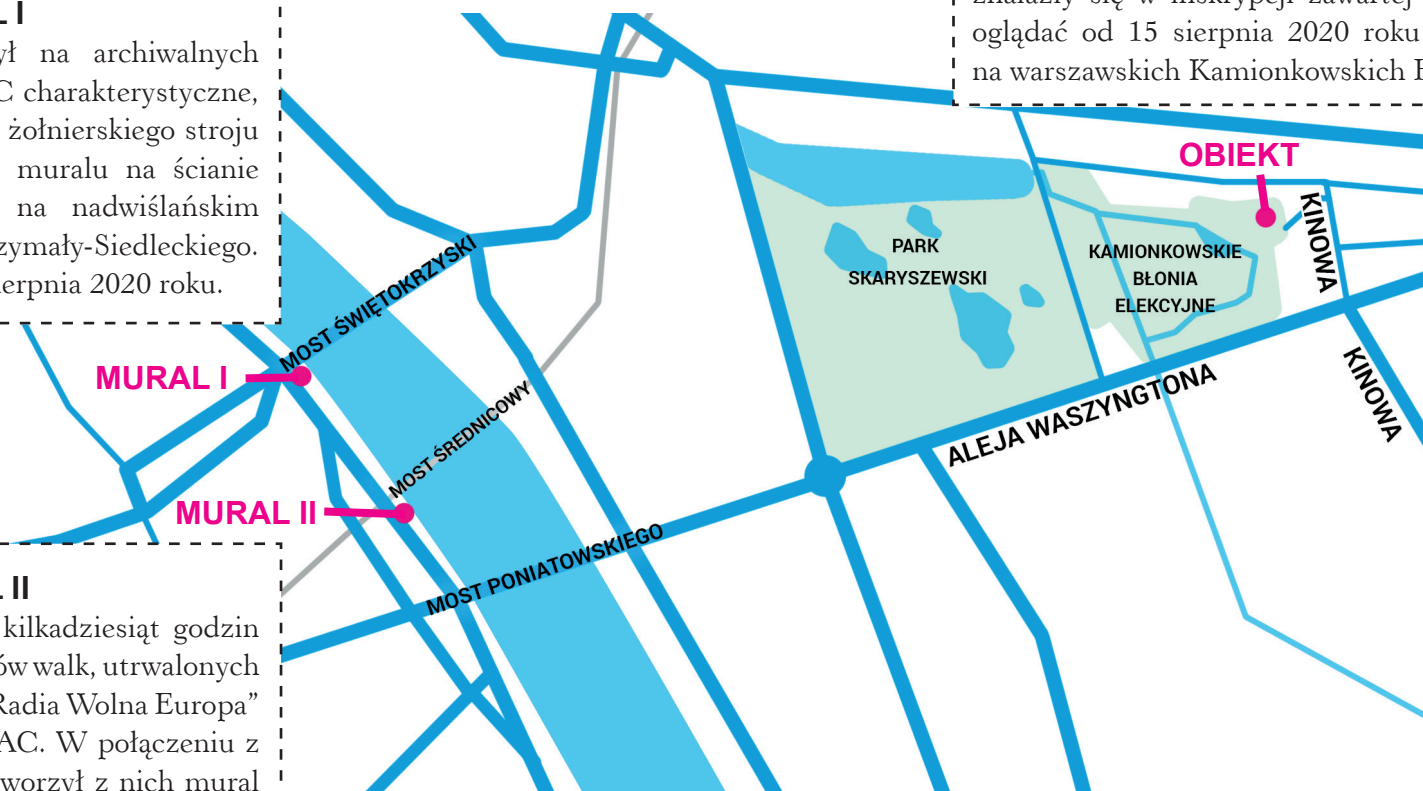 L I
ył na archiwalnych
C charakterystyczne,
żołnierskiego stroju
muralu na ścianie
na nadwiślańskim
zymały-Siedleckiego.
ierpnia 2020 roku.
oglądać od 15 sierpnia 2020 roku
na warszawskich Kamionkowskich B
OBIEKT
KINOWA
PARK
SKARYSZEWSKI
KAMIONKOWSKIE
BŁONIA
ELEKCYJNE
MOST ŚWIĘTOKRZYSKI
MURAL I
KINOWA
MOST ŚREDNICOWY
ALEJA WASZYNGTONA
MURAL II
MOST PONIATOWSKIEGO
L II
kilkadziesiąt godzin
ów walk, utrwalonych
Radia Wolna Europa”
AC. W połączeniu z
worzył z nich mural